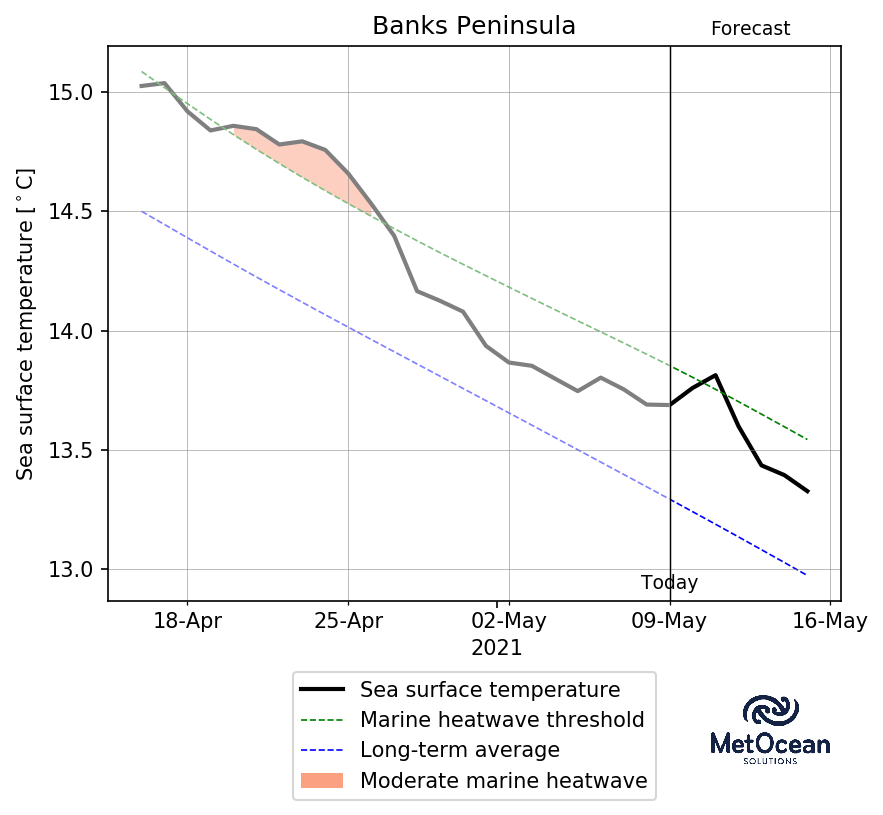 Banks Peninsula
Forecast
Sea surface temperature [°C]
15.0
14.5
14.0
13.5
13.0
Today
18-Apr 25-Apr 02-May 09-May 16-May
2021
Sea surface temperature
Marine heatwave threshold
Long-term average
Moderate marine heatwave
MetOcean
SOLUTIONS